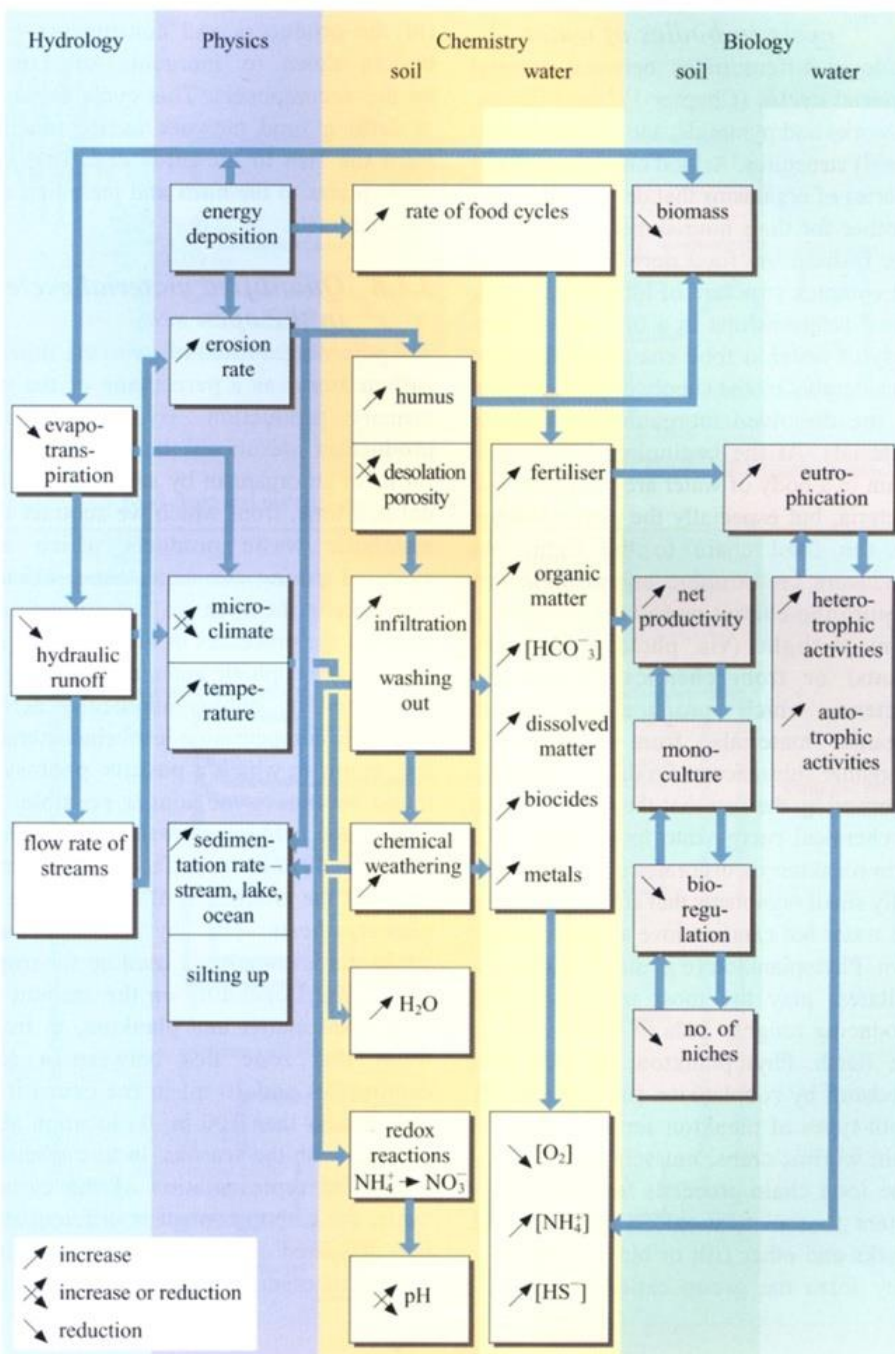 Hydrology
Physics
Chemistry
Biology
soil
water
soil
water
energy
deposition
rate of food cycles
biomass
erosion
rate
humus
desolation
porosity
evapo-
trans-
piration
fertiliser
eutro-
phication
organic
matter
[HCO⁻₃]
dissolved
matter
biocides
metals
net
productivity
hetero-
trophic
activities
auto-
trophic
activities
micro-
climate
tempe-
rature
infiltration
washing
out
hydraulic
runoff
mono-
culture
flow rate of
streams
sedimen-
tation rate –
stream, lake,
ocean
silting up
chemical
weathering
bio-
regu-
lation
H₂O
no. of
niches
redox
reactions
NH₄⁺ → NO₃⁻
[O₂]
[NH₄⁺]
[HS⁻]
pH
increase
increase or reduction
reduction